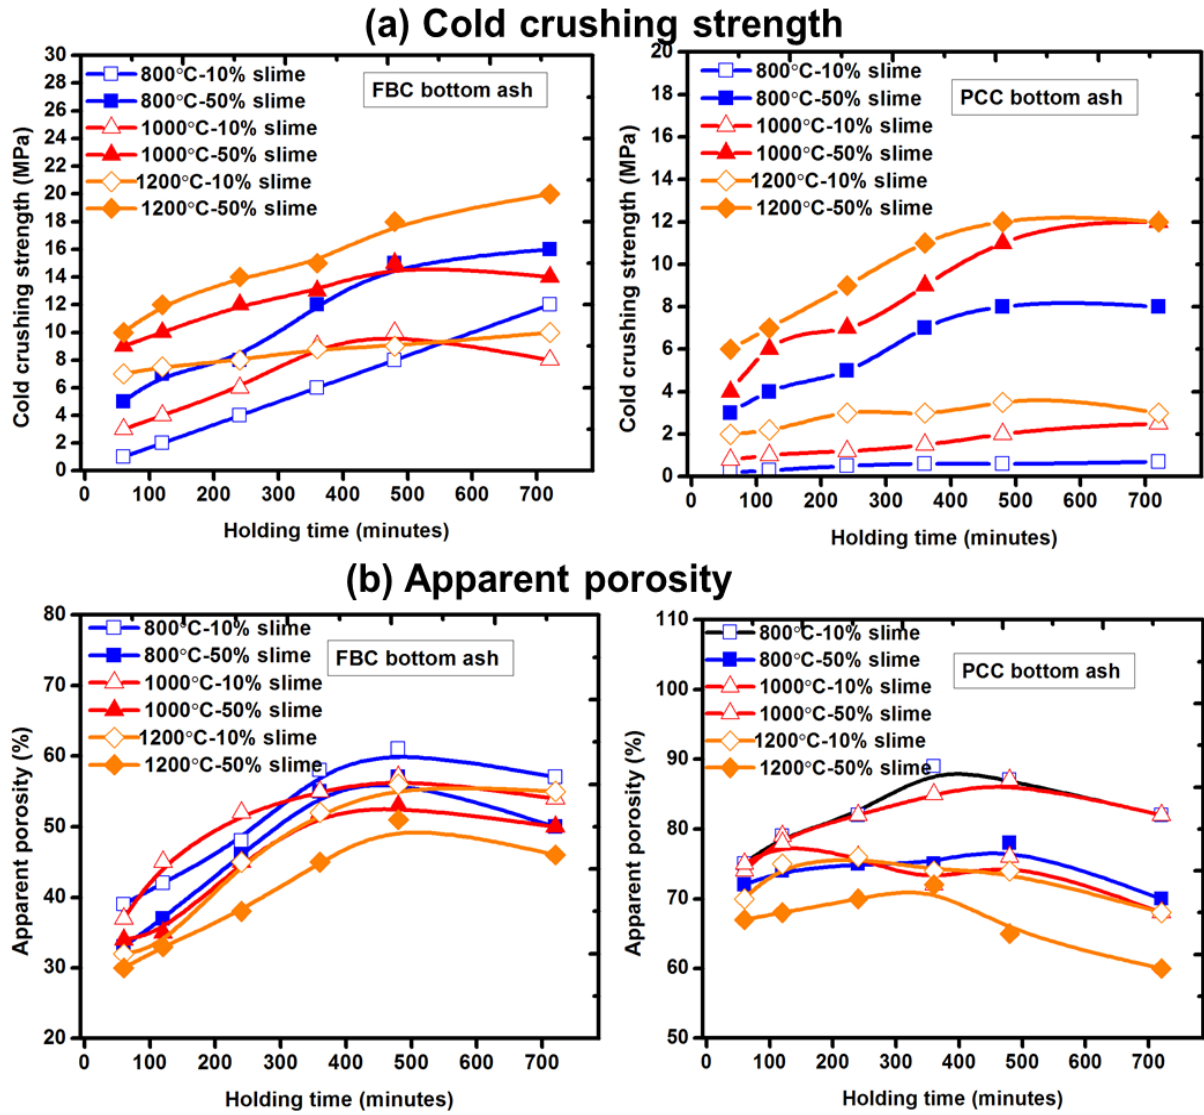 (a) Cold crushing strength
30
28
26
24
22
20
18
16
14
12
10
8
6
4
2
0
Cold crushing strength (MPa)
800°C-10% slime
800°C-50% slime
1000°C-10% slime
1000°C-50% slime
1200°C-10% slime
1200°C-50% slime
FBC bottom ash
0 100 200 300 400 500 600 700
Holding time (minutes)
20
18
16
14
12
10
8
6
4
2
0
Cold crushing strength (MPa)
800°C-10% slime
800°C-50% slime
1000°C-10% slime
1000°C-50% slime
1200°C-10% slime
1200°C-50% slime
PCC bottom ash
0 100 200 300 400 500 600 700
Holding time (minutes)
(b) Apparent porosity
80
70
60
50
40
30
20
Apparent porosity (%)
800°C-10% slime
800°C-50% slime
1000°C-10% slime
1000°C-50% slime
1200°C-10% slime
1200°C-50% slime
FBC bottom ash
0 100 200 300 400 500 600 700
Holding time (minutes)
110
100
90
80
70
60
50
Apparent porosity (%)
800°C-10% slime
800°C-50% slime
1000°C-10% slime
1000°C-50% slime
1200°C-10% slime
1200°C-50% slime
PCC bottom ash
0 100 200 300 400 500 600 700
Holding time (minutes)